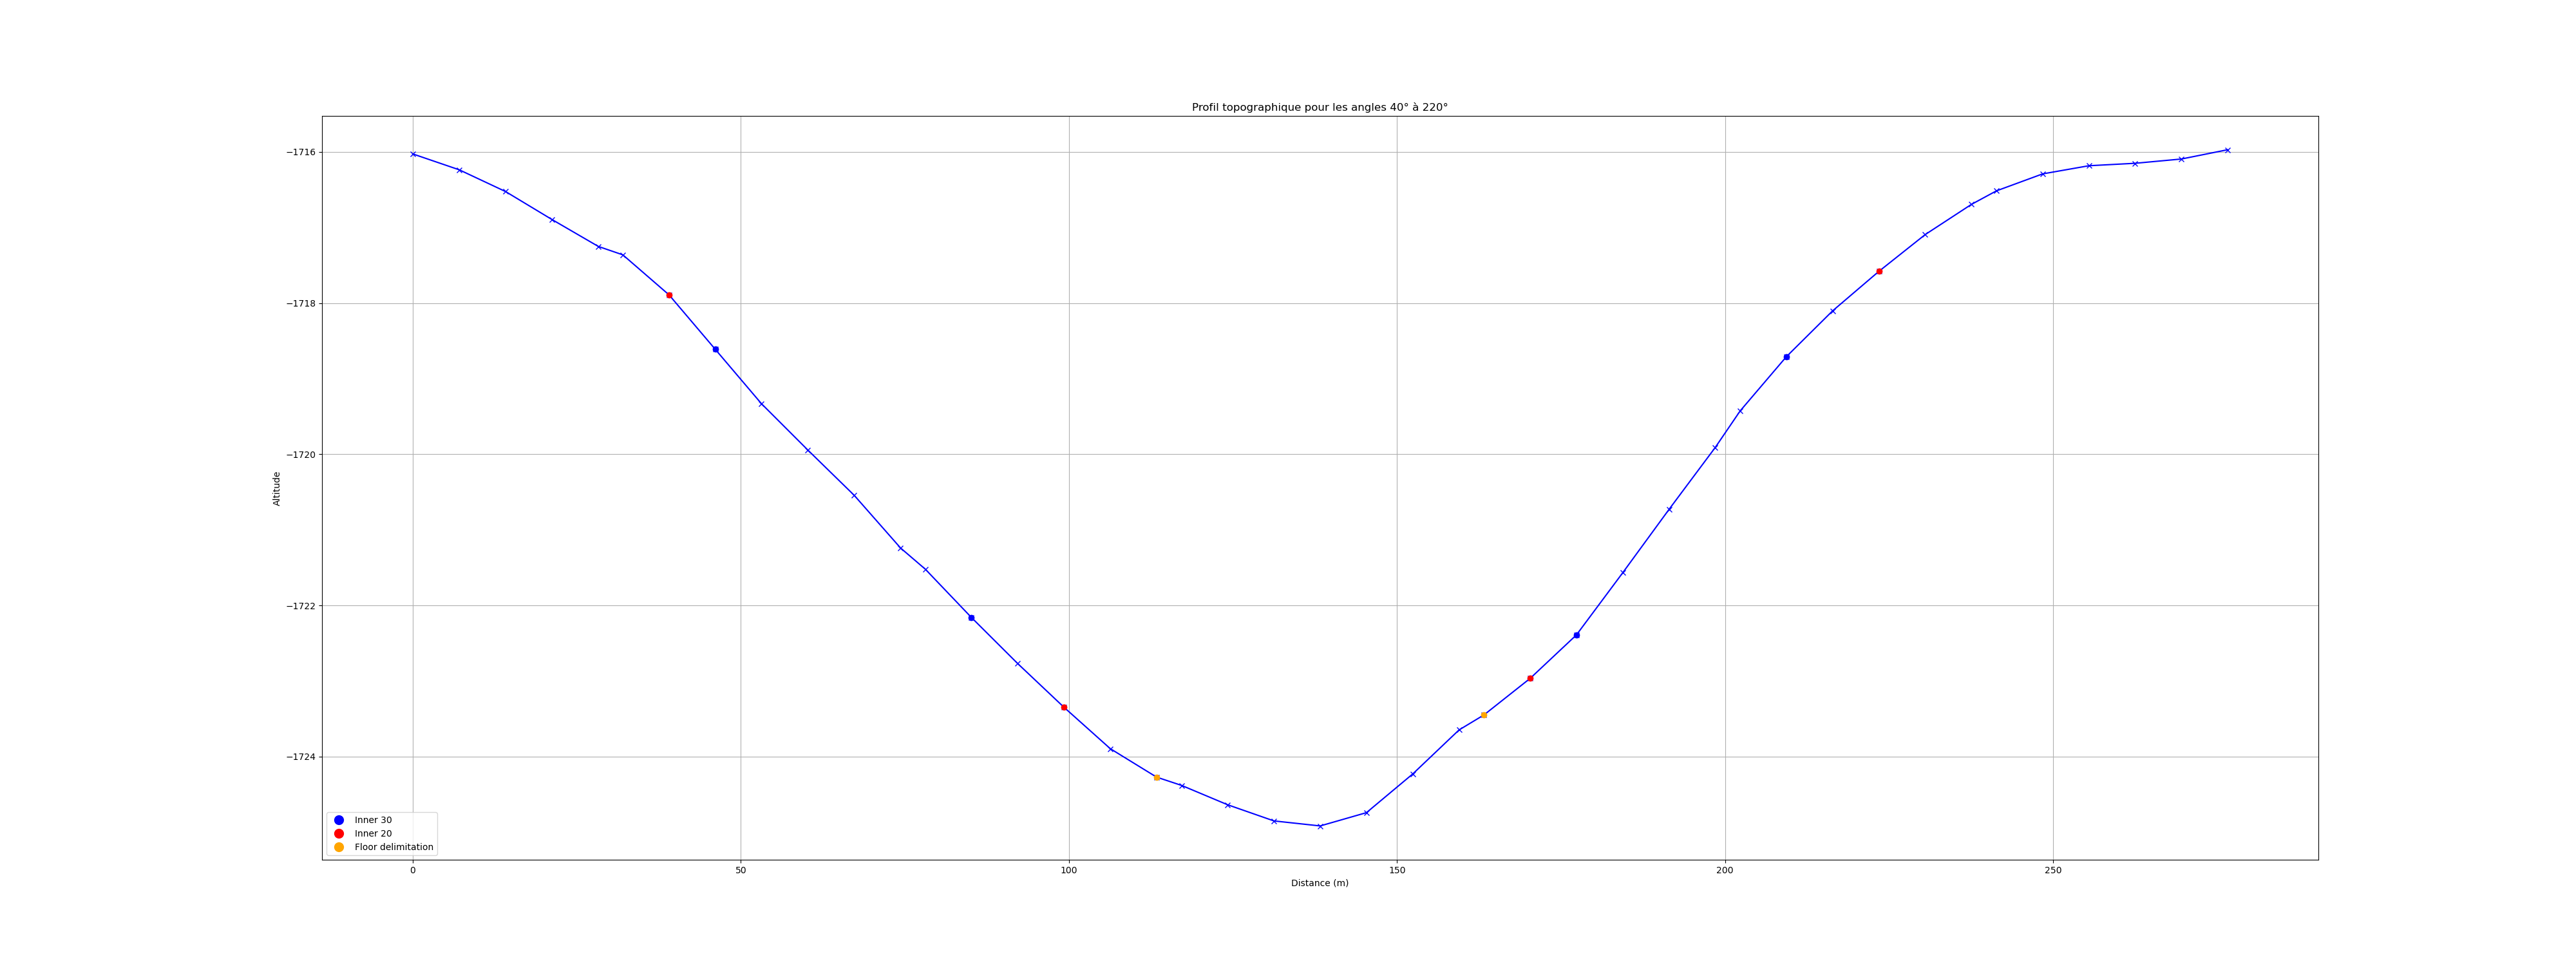 Profil topographique pour les angles 40° à 220°
−1716
−1718
−1720
−1722
−1724
Altitude
0 50 100 150 200 250
Distance (m)
Inner 30
Inner 20
Floor delimitation